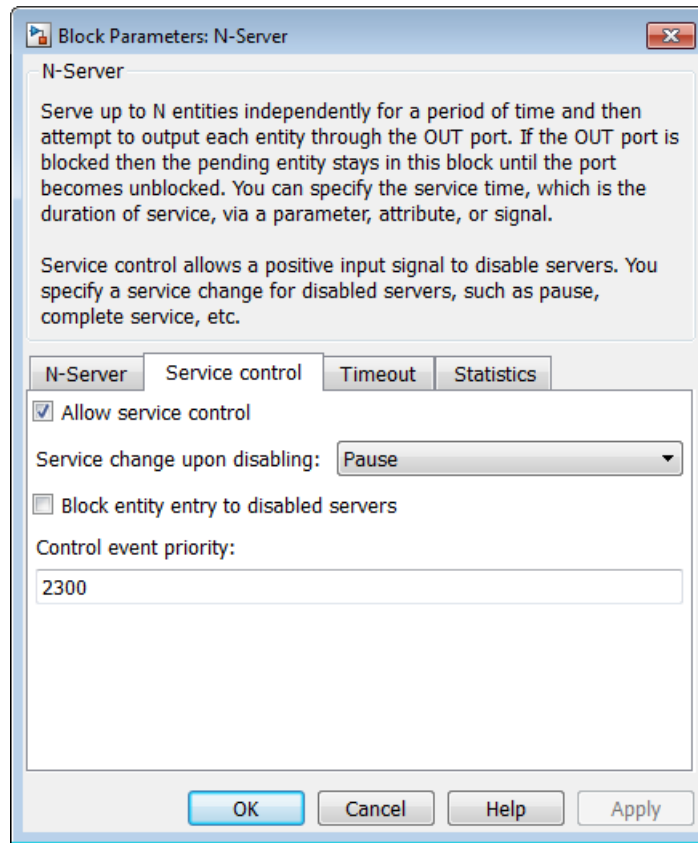 Block Parameters: N-Server
N-Server
Serve up to N entities independently for a period of time and then
attempt to output each entity through the OUT port. If the OUT port is
blocked then the pending entity stays in this block until the port
becomes unblocked. You can specify the service time, which is the
duration of service, via a parameter, attribute, or signal.
Service control allows a positive input signal to disable servers. You
specify a service change for disabled servers, such as pause,
complete service, etc.
N-Server Service control Timeout Statistics
Allow service control
Service change upon disabling: Pause
Block entity entry to disabled servers
Control event priority:
2300
OK Cancel Help Apply